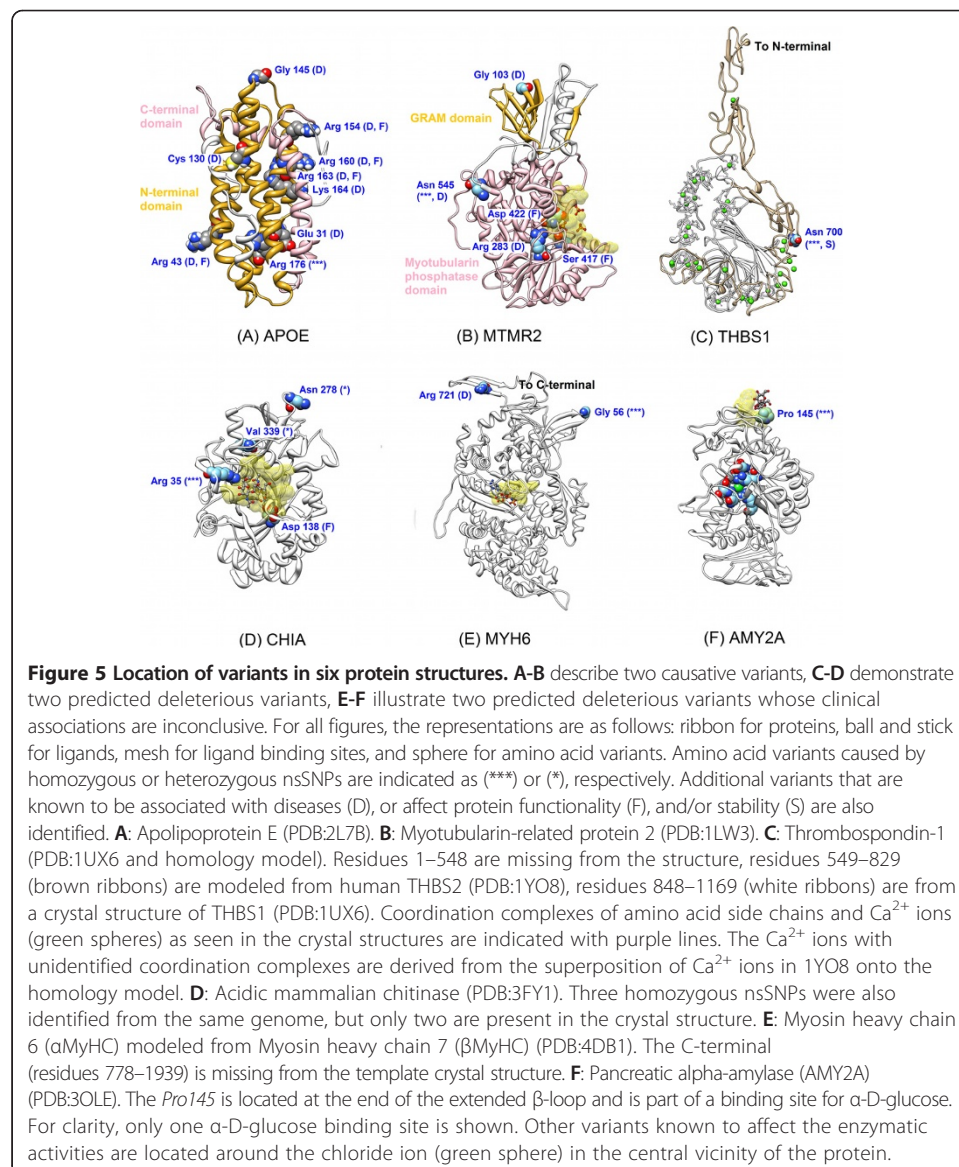 Gly 145 (D)
C-terminal
domain
Arg 154 (D, F)
Cys 130 (D)
Arg 160 (D, F)
Arg 163 (D, F)
Lys 164 (D)
N-terminal
domain
Glu 31 (D)
Arg 43 (D, F)
Arg 176 (***)
(A) APOE
Gly 103 (D)
GRAM domain
Asn 545
(***, D)
Asp 422 (F)
Arg 283 (D)
Ser 417 (F)
Myotubularin
phosphatase
domain
(B) MTMR2
To N-terminal
Asn 700
(***, S)
(C) THBS1
Asn 278 (*)
Val 339 (*)
Arg 35 (***)
Asp 138 (F)
(D) CHIA
To C-terminal
Arg 721 (D)
Gly 56 (***)
(E) MYH6
Pro 145 (***)
(F) AMY2A
Figure 5 Location of variants in six protein structures. A-B describe two causative variants, C-D demonstrate
two predicted deleterious variants, E-F illustrate two predicted deleterious variants whose clinical
associations are inconclusive. For all figures, the representations are as follows: ribbon for proteins, ball and stick
for ligands, mesh for ligand binding sites, and sphere for amino acid variants. Amino acid variants caused by
homozygous or heterozygous nsSNPs are indicated as (***) or (*), respectively. Additional variants that are
known to be associated with diseases (D), or affect protein functionality (F), and/or stability (S) are also
identified. A: Apolipoprotein E (PDB:2L7B). B: Myotubularin-related protein 2 (PDB:1LW3). C: Thrombospondin-1
(PDB:1UX6 and homology model). Residues 1–548 are missing from the structure, residues 549–829
(brown ribbons) are modeled from human THBS2 (PDB:1YO8), residues 848–1169 (white ribbons) are from
a crystal structure of THBS1 (PDB:1UX6). Coordination complexes of amino acid side chains and Ca²⁺ ions
(green spheres) as seen in the crystal structures are indicated with purple lines. The Ca²⁺ ions with
unidentified coordination complexes are derived from the superposition of Ca²⁺ ions in 1YO8 onto the
homology model. D: Acidic mammalian chitinase (PDB:3FY1). Three homozygous nsSNPs were also
identified from the same genome, but only two are present in the crystal structure. E: Myosin heavy chain
6 (αMyHC) modeled from Myosin heavy chain 7 (βMyHC) (PDB:4DB1). The C-terminal
(residues 778–1939) is missing from the template crystal structure. F: Pancreatic alpha-amylase (AMY2A)
(PDB:3OLE). The Pro145 is located at the end of the extended β-loop and is part of a binding site for α-D-glucose.
For clarity, only one α-D-glucose binding site is shown. Other variants known to affect the enzymatic
activities are located around the chloride ion (green sphere) in the central vicinity of the protein.